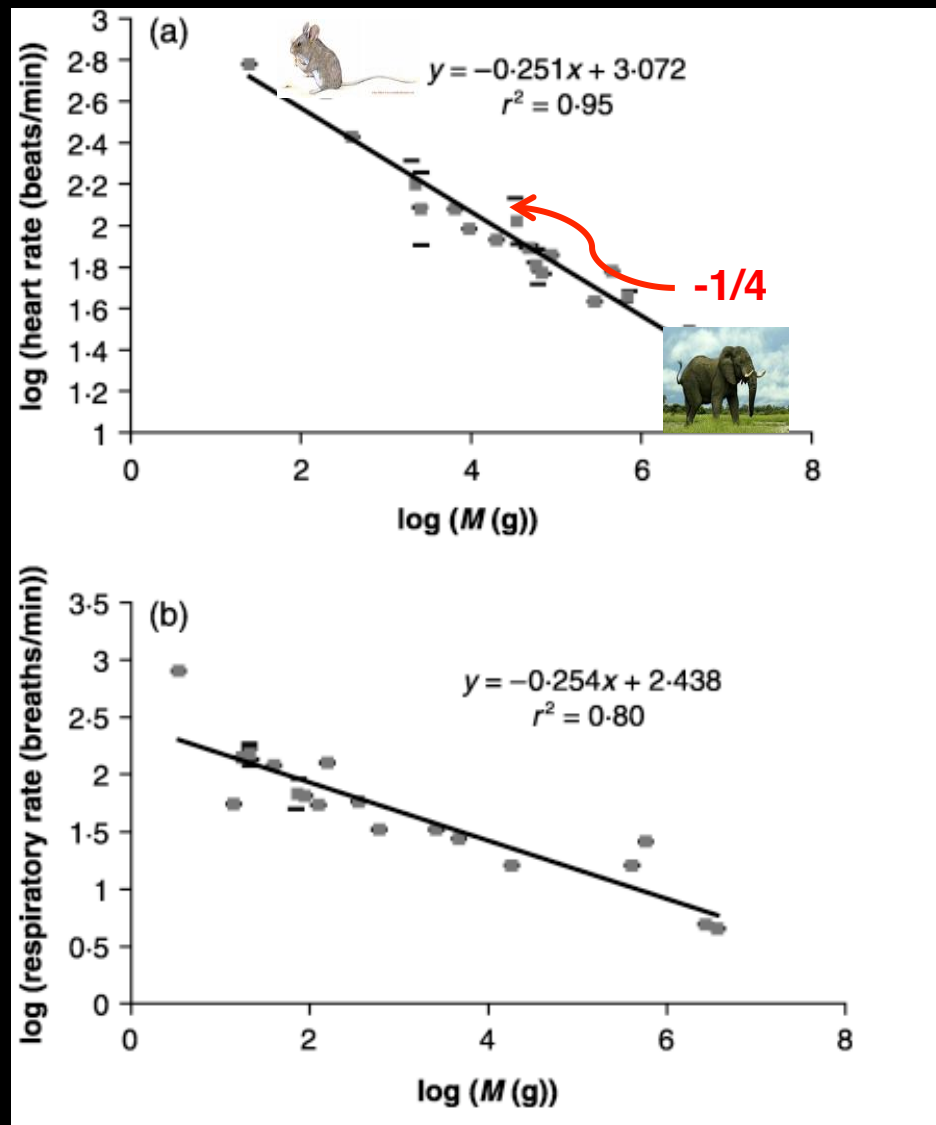 (a)
y = −0·251x + 3·072
r² = 0·95
log (heart rate (beats/min))
3
2·8
2·6
2·4
2·2
2
1·8
1·6
1·4
1·2
1
-1/4
0 2 4 6 8
log (M (g))
(b)
y = −0·254x + 2·438
r² = 0·80
log (respiratory rate (breaths/min))
3·5
3
2·5
2
1·5
1
0·5
0
0 2 4 6 8
log (M (g))